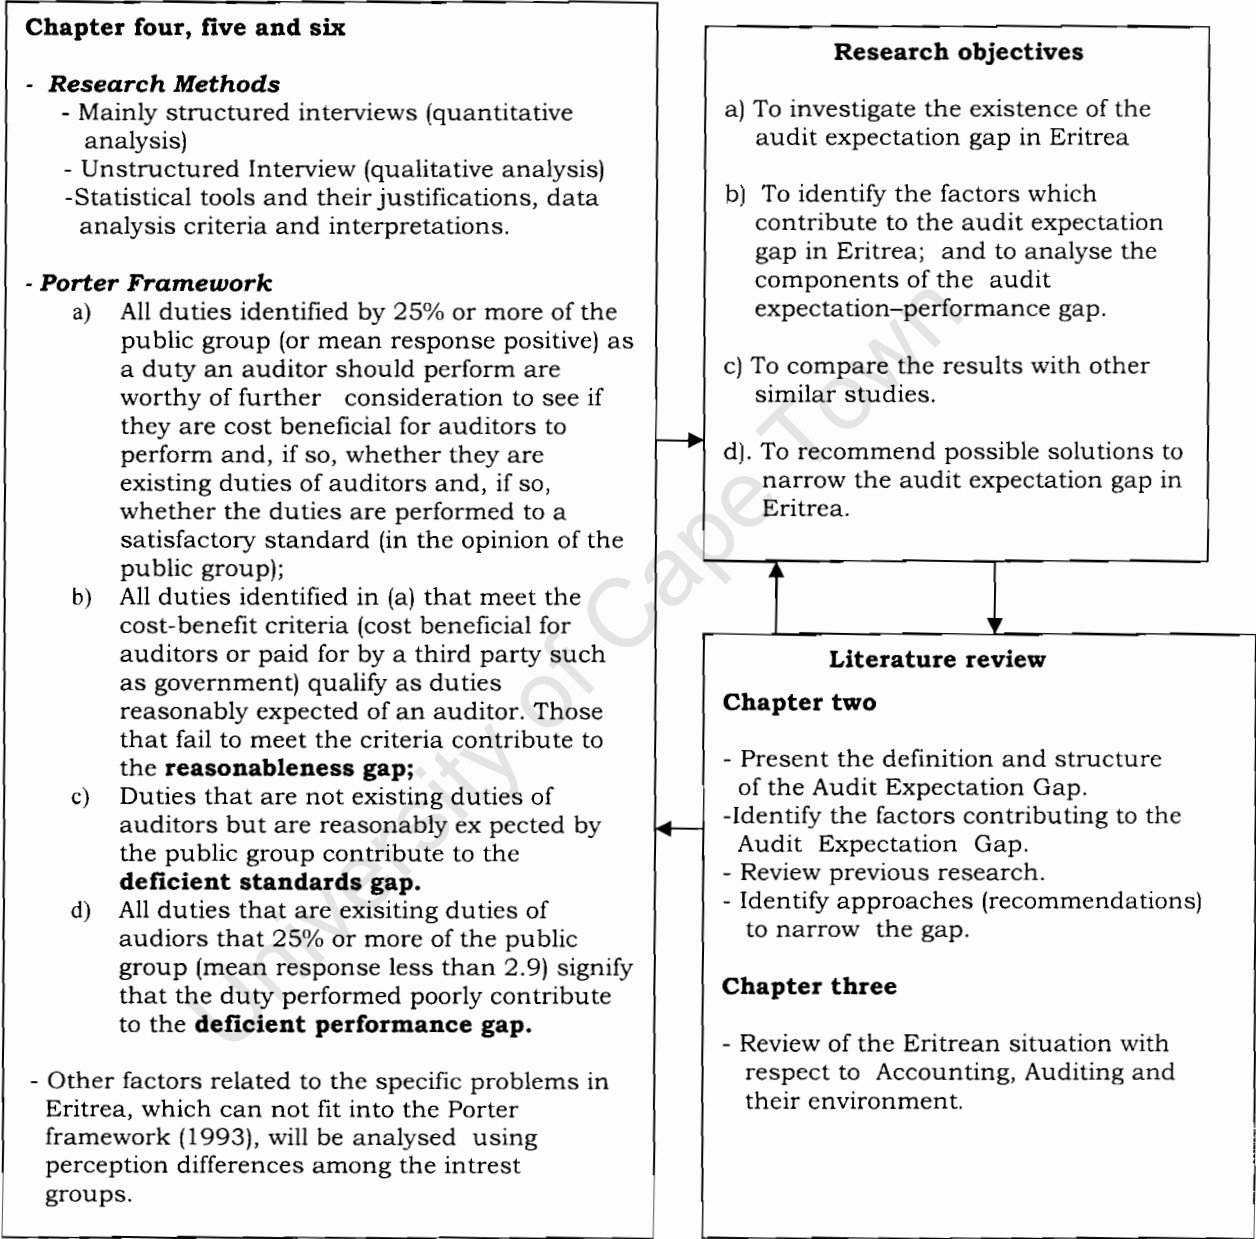 Chapter four, five and six
- Research Methods
- Mainly structured interviews (quantitative
analysis)
- Unstructured Interview (qualitative analysis)
-Statistical tools and their justifications, data
analysis criteria and interpretations.
- Porter Framework
a) All duties identified by 25% or more of the
public group (or mean response positive) as
a duty an auditor should perform are
worthy of further consideration to see if
they are cost beneficial for auditors to
perform and, if so, whether they are
existing duties of auditors and, if so,
whether the duties are performed to a
satisfactory standard (in the opinion of the
public group);
b) All duties identified in (a) that meet the
cost-benefit criteria (cost beneficial for
auditors or paid for by a third party such
as government) qualify as duties
reasonably expected of an auditor. Those
that fail to meet the criteria contribute to
the reasonableness gap;
c) Duties that are not existing duties of
auditors but are reasonably ex pected by
the public group contribute to the
deficient standards gap.
d) All duties that are exisiting duties of
audiors that 25% or more of the public
group (mean response less than 2.9) signify
that the duty performed poorly contribute
to the deficient performance gap.
- Other factors related to the specific problems in
Eritrea, which can not fit into the Porter
framework (1993), will be analysed using
perception differences among the intrest
groups.
Research objectives
a) To investigate the existence of the
audit expectation gap in Eritrea
b) To identify the factors which
contribute to the audit expectation
gap in Eritrea; and to analyse the
components of the audit
expectation–performance gap.
c) To compare the results with other
similar studies.
d). To recommend possible solutions to
narrow the audit expectation gap in
Eritrea.
Literature review
Chapter two
- Present the definition and structure
of the Audit Expectation Gap.
-Identify the factors contributing to the
Audit Expectation Gap.
- Review previous research.
- Identify approaches (recommendations)
to narrow the gap.
Chapter three
- Review of the Eritrean situation with
respect to Accounting, Auditing and
their environment.
University of Cape Town